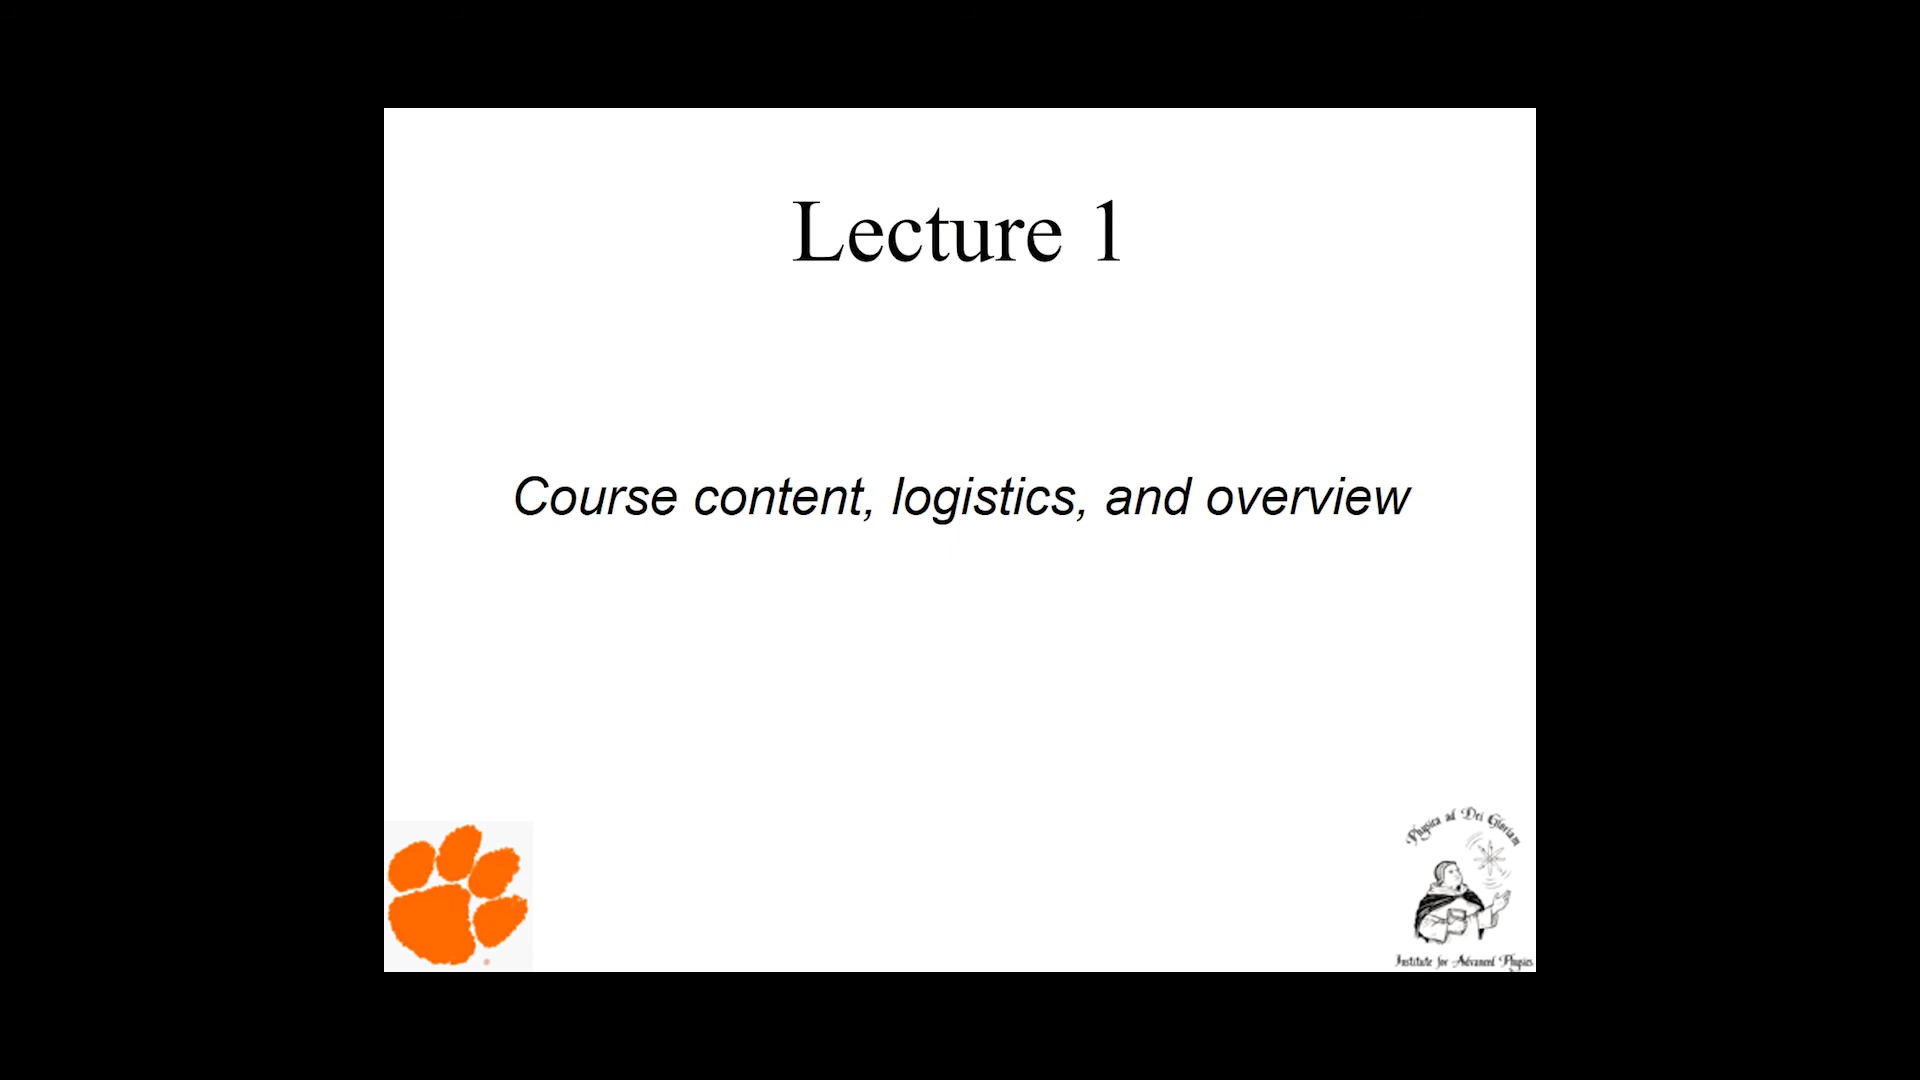 Lecture 1
Course content, logistics, and overview
Physica ad Dei Gloriam
Institute for Advanced Physics